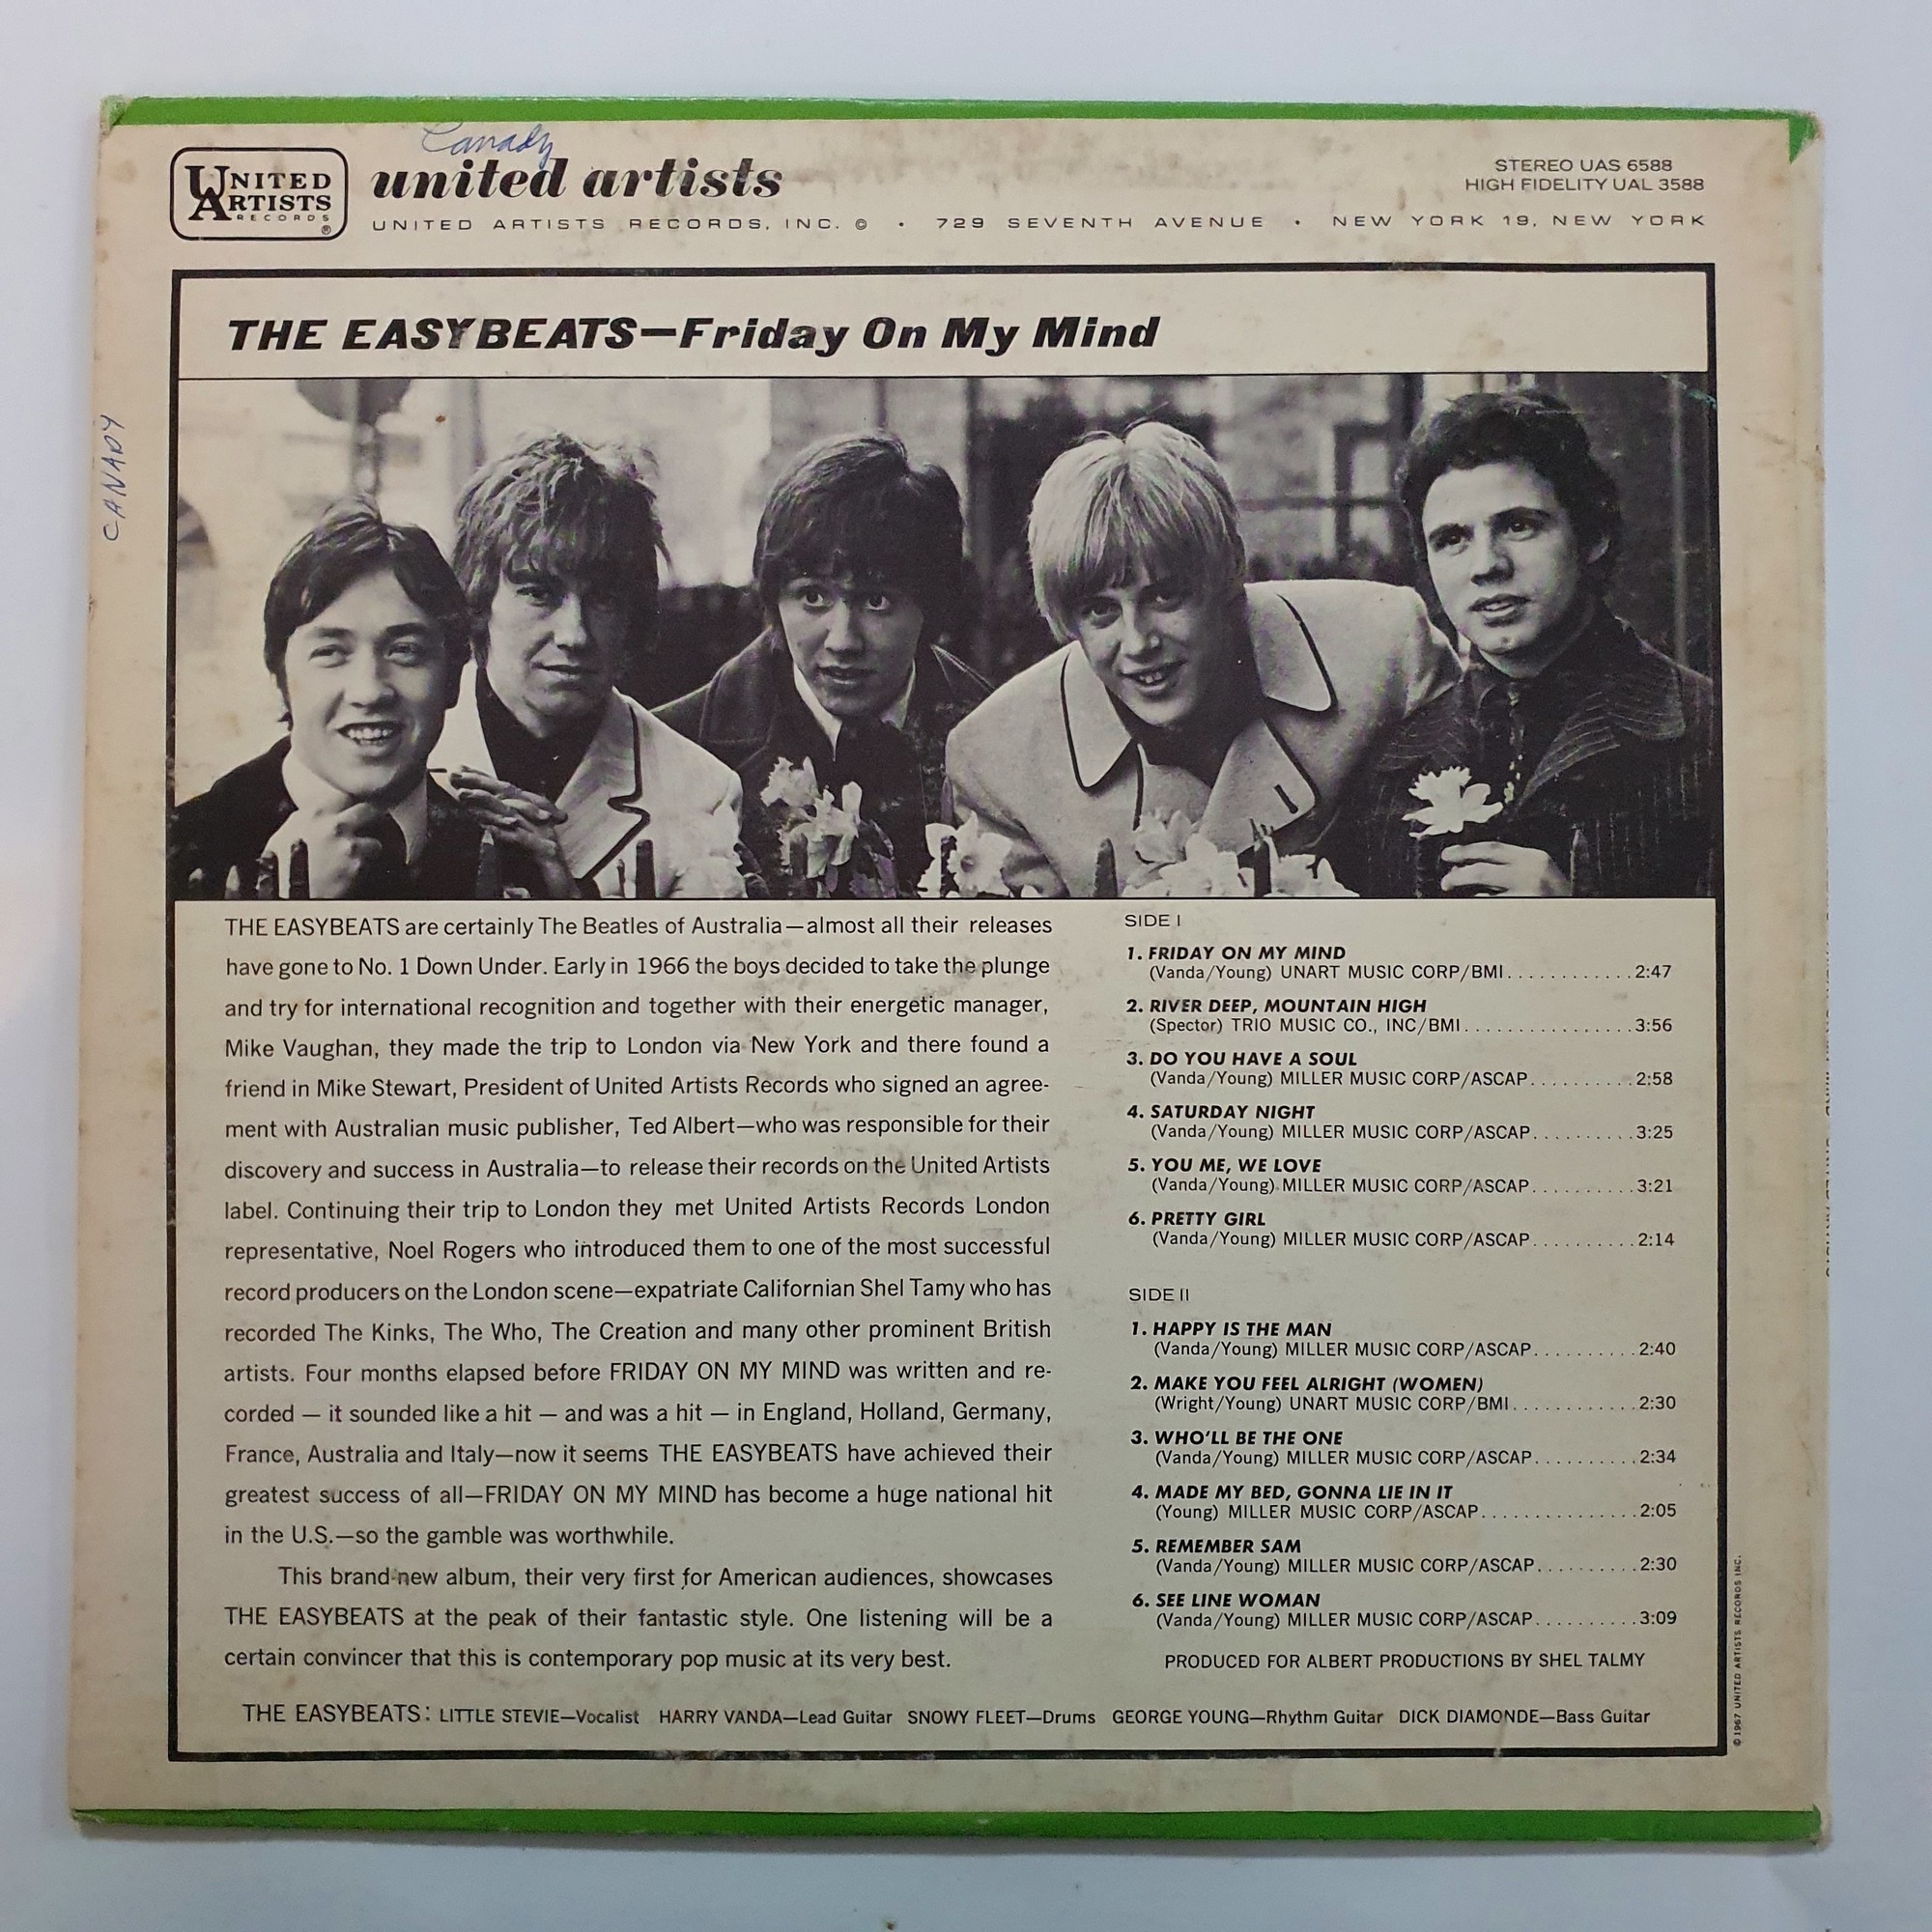 Canady
UNITED
ARTISTS
RECORDS
®
united artists
UNITED ARTISTS RECORDS, INC. © • 729 SEVENTH AVENUE • NEW YORK 19, NEW YORK
STEREO UAS 6588
HIGH FIDELITY UAL 3588
CANADY
THE EASYBEATS—Friday On My Mind
THE EASYBEATS are certainly The Beatles of Australia—almost all their releases
have gone to No. 1 Down Under. Early in 1966 the boys decided to take the plunge
and try for international recognition and together with their energetic manager,
Mike Vaughan, they made the trip to London via New York and there found a
friend in Mike Stewart, President of United Artists Records who signed an agree-
ment with Australian music publisher, Ted Albert—who was responsible for their
discovery and success in Australia—to release their records on the United Artists
label. Continuing their trip to London they met United Artists Records London
representative, Noel Rogers who introduced them to one of the most successful
record producers on the London scene—expatriate Californian Shel Tamy who has
recorded The Kinks, The Who, The Creation and many other prominent British
artists. Four months elapsed before FRIDAY ON MY MIND was written and re-
corded — it sounded like a hit — and was a hit — in England, Holland, Germany,
France, Australia and Italy—now it seems THE EASYBEATS have achieved their
greatest success of all—FRIDAY ON MY MIND has become a huge national hit
in the U.S.—so the gamble was worthwhile.
This brand new album, their very first for American audiences, showcases
THE EASYBEATS at the peak of their fantastic style. One listening will be a
certain convincer that this is contemporary pop music at its very best.
SIDE I
1. FRIDAY ON MY MIND
(Vanda/Young) UNART MUSIC CORP/BMI............2:47
2. RIVER DEEP, MOUNTAIN HIGH
(Spector) TRIO MUSIC CO., INC/BMI................3:56
3. DO YOU HAVE A SOUL
(Vanda/Young) MILLER MUSIC CORP/ASCAP..........2:58
4. SATURDAY NIGHT
(Vanda/Young) MILLER MUSIC CORP/ASCAP..........3:25
5. YOU ME, WE LOVE
(Vanda/Young) MILLER MUSIC CORP/ASCAP..........3:21
6. PRETTY GIRL
(Vanda/Young) MILLER MUSIC CORP/ASCAP..........2:14
SIDE II
1. HAPPY IS THE MAN
(Vanda/Young) MILLER MUSIC CORP/ASCAP..........2:40
2. MAKE YOU FEEL ALRIGHT (WOMEN)
(Wright/Young) UNART MUSIC CORP/BMI............2:30
3. WHO'LL BE THE ONE
(Vanda/Young) MILLER MUSIC CORP/ASCAP..........2:34
4. MADE MY BED, GONNA LIE IN IT
(Young) MILLER MUSIC CORP/ASCAP...............2:05
5. REMEMBER SAM
(Vanda/Young) MILLER MUSIC CORP/ASCAP..........2:30
6. SEE LINE WOMAN
(Vanda/Young) MILLER MUSIC CORP/ASCAP..........3:09
PRODUCED FOR ALBERT PRODUCTIONS BY SHEL TALMY
THE EASYBEATS: LITTLE STEVIE—Vocalist HARRY VANDA—Lead Guitar SNOWY FLEET—Drums GEORGE YOUNG—Rhythm Guitar DICK DIAMONDE—Bass Guitar
© 1967 UNITED ARTISTS RECORDS INC.